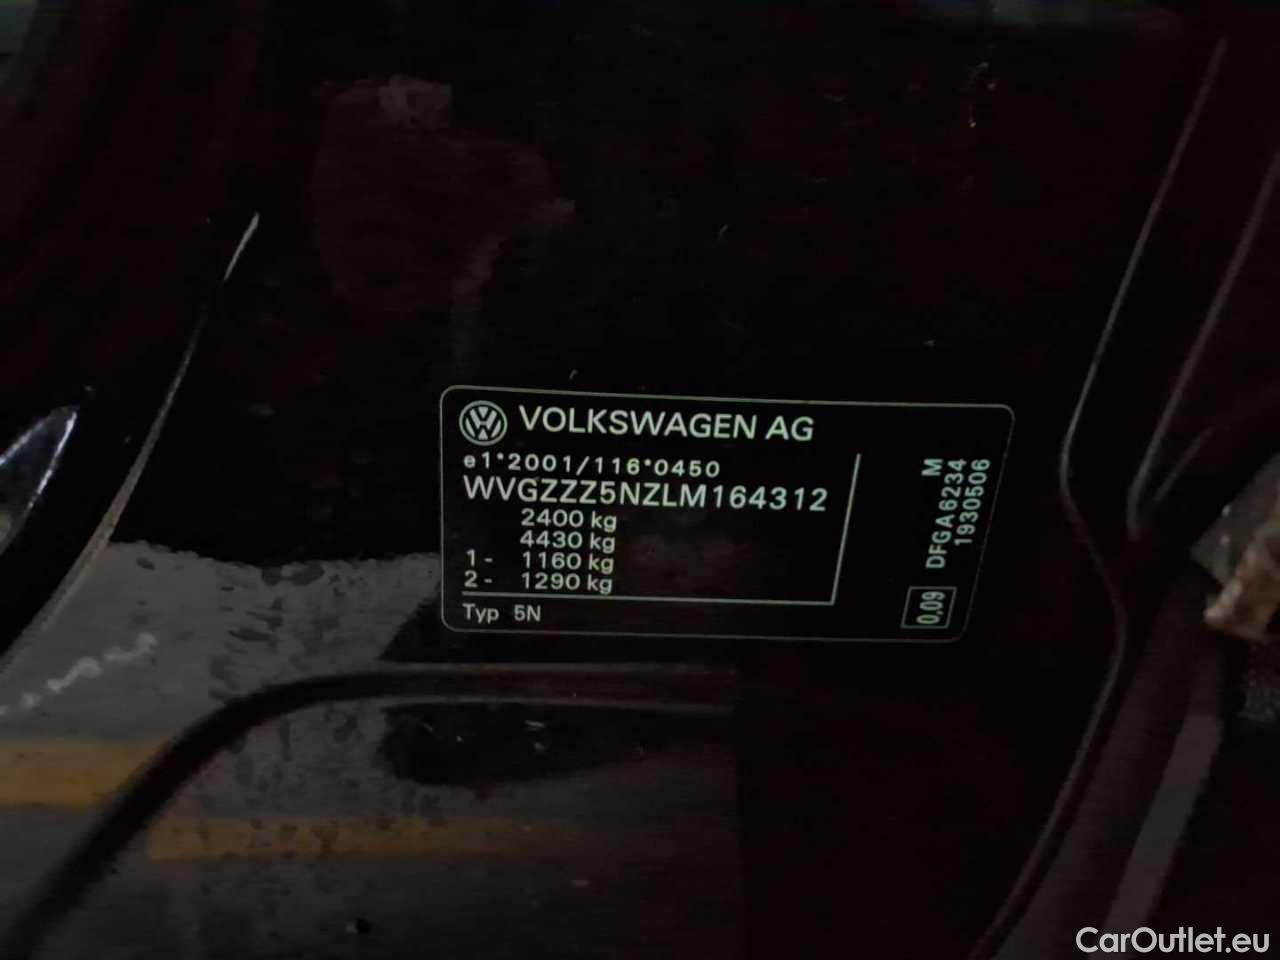 VOLKSWAGEN AG
e1*2001/116*0450
WVGZZZ5NZLM164312
2400 kg
4430 kg
1- 1160 kg
2- 1290 kg
Typ 5N
M
DFGA6234
1930506
0,09
CarOutlet.eu